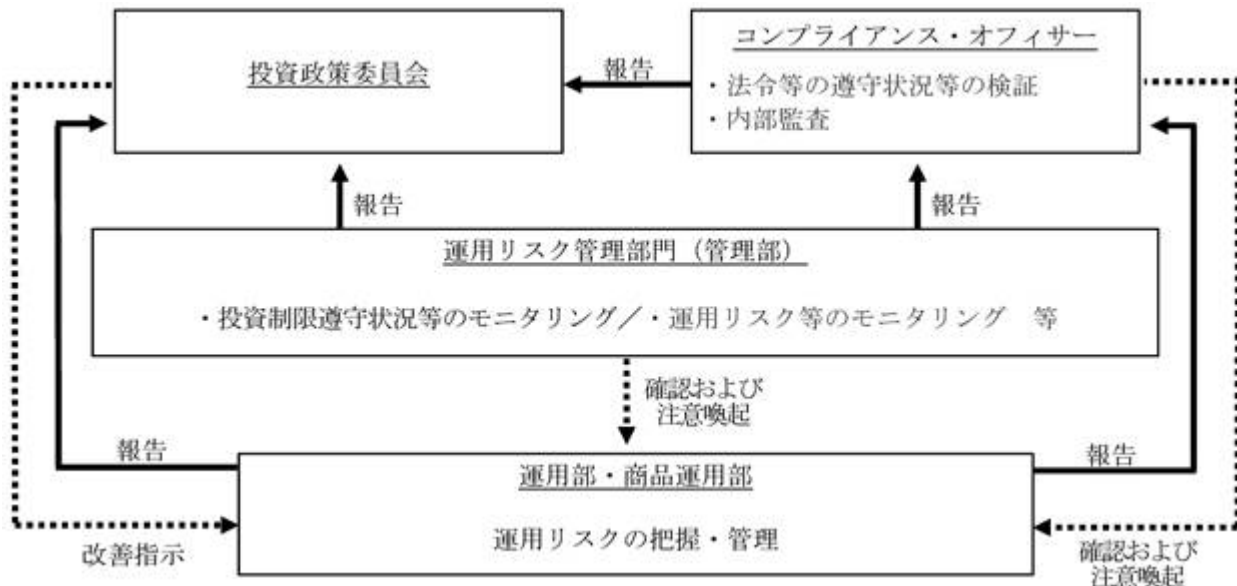 投資政策委員会
報告
コンプライアンス・オフィサー
・法令等の遵守状況等の検証
・内部監査
報告
報告
運用リスク管理部門（管理部）
・投資制限遵守状況等のモニタリング／・運用リスク等のモニタリング　等
確認および
注意喚起
報告
報告
運用部・商品運用部
運用リスクの把握・管理
改善指示
確認および
注意喚起